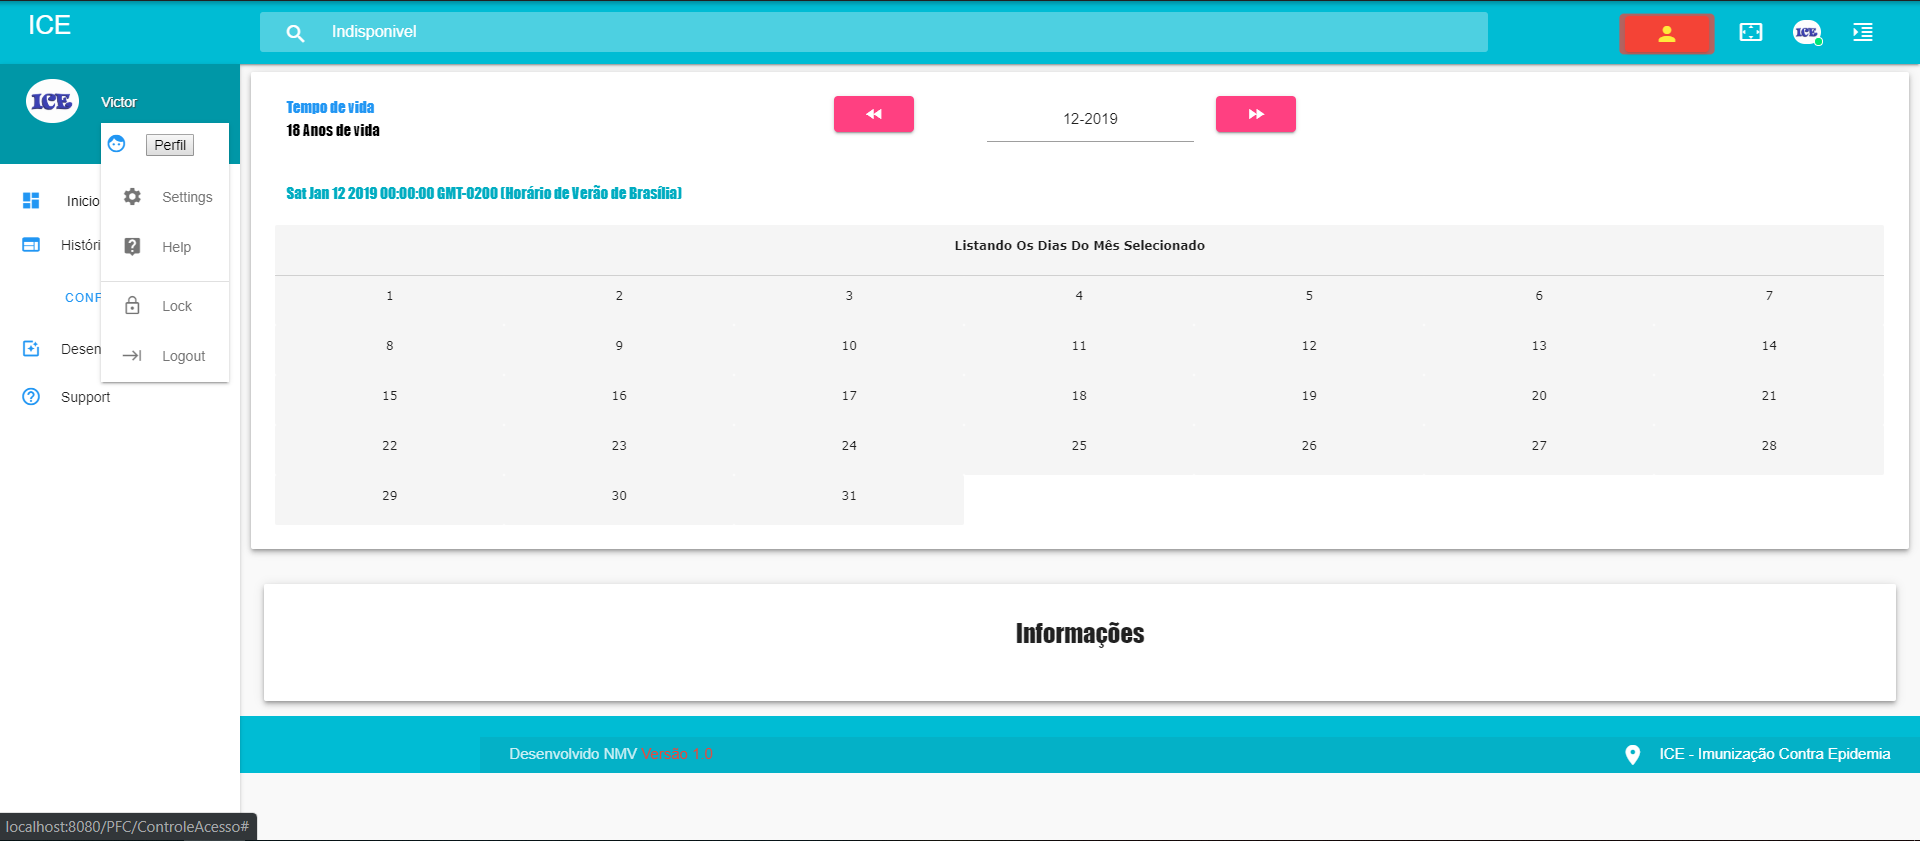 ICE
Indisponivel
ICE
ICE
Victor
Perfil
Settings
Help
Lock
Logout
Inicio
Históri
CONF
Desen
Support
Tempo de vida
18 Anos de vida
12-2019
Sat Jan 12 2019 00:00:00 GMT-0200 (Horário de Verão de Brasília)
Listando Os Dias Do Mês Selecionado
1 2 3 4 5 6 7
8 9 10 11 12 13 14
15 16 17 18 19 20 21
22 23 24 25 26 27 28
29 30 31
Informações
Desenvolvido NMV Versão 1.0
ICE - Imunização Contra Epidemia
localhost:8080/PFC/ControleAcesso#